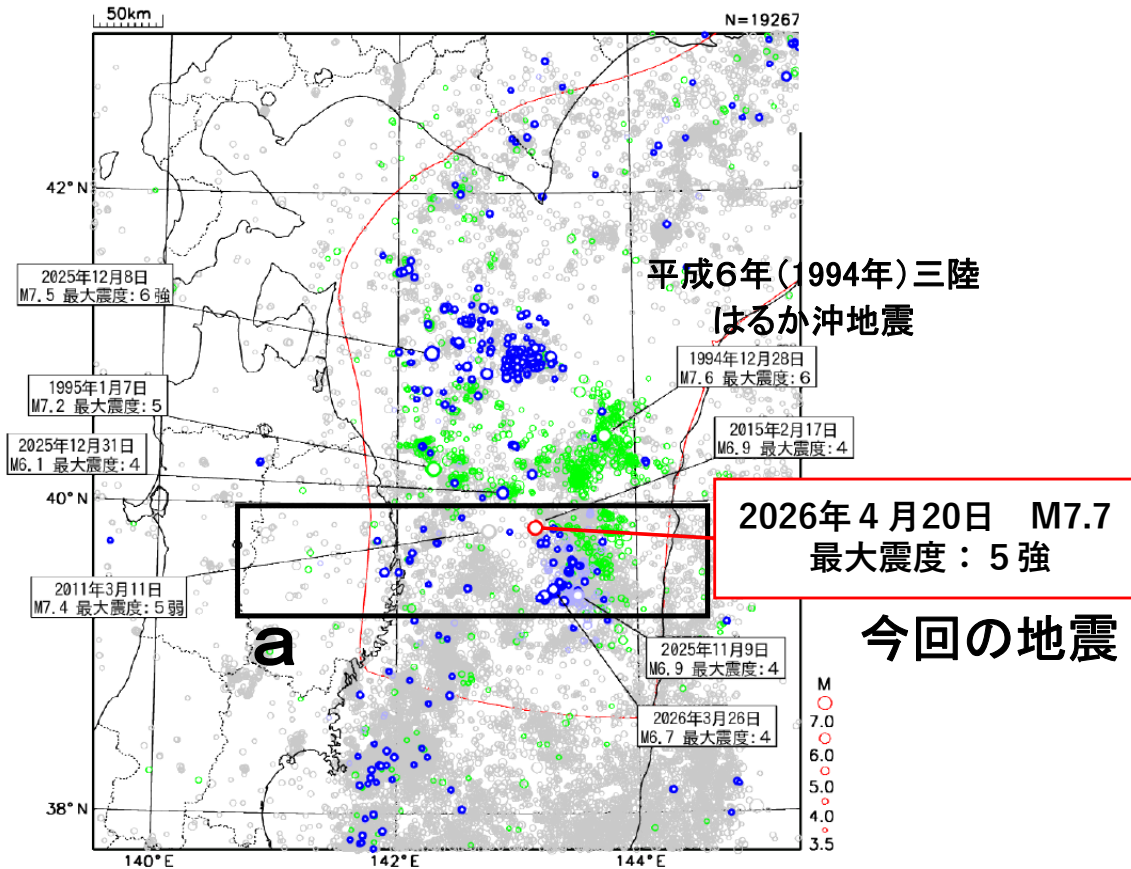 50km
N=19267
42°N
平成６年(1994年)三陸
はるか沖地震
2025年12月8日
M7.5 最大震度:６強
1994年12月28日
M7.6 最大震度:６
1995年1月7日
M7.2 最大震度:５
2015年2月17日
M6.9 最大震度:４
2025年12月31日
M6.1 最大震度:４
40°N
2026年４月20日　M7.7
最大震度：５強
2011年3月11日
M7.4 最大震度:５弱
a
今回の地震
2025年11月9日
M6.9 最大震度:４
2026年3月26日
M6.7 最大震度:４
M
7.0
6.0
5.0
4.0
3.5
38°N
140°E
142°E
144°E